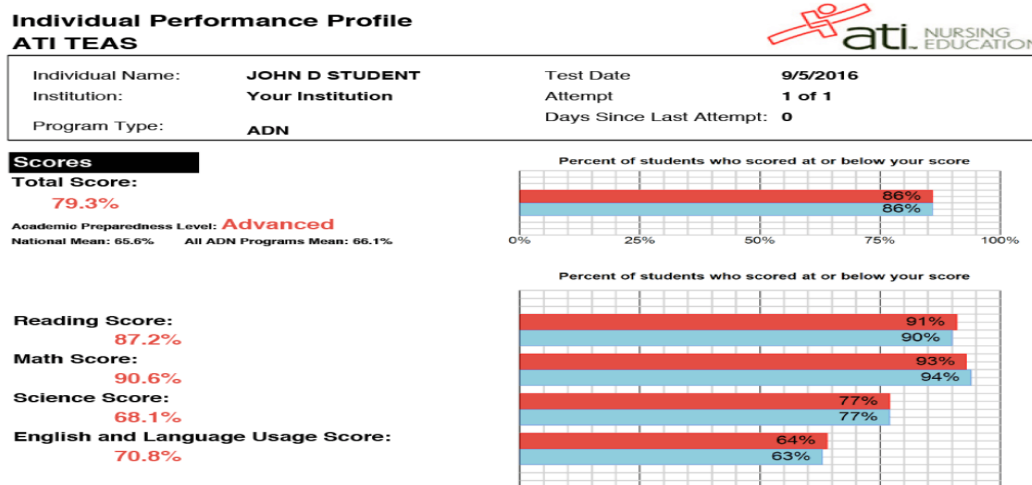 Individual Performance Profile
ATI TEAS
ati NURSING EDUCATION
Individual Name: JOHN D STUDENT Test Date 9/5/2016
Institution: Your Institution Attempt 1 of 1
Program Type: ADN Days Since Last Attempt: 0
Scores
Percent of students who scored at or below your score
Total Score:
79.3%
86%
86%
Academic Preparedness Level: Advanced
National Mean: 65.6% All ADN Programs Mean: 66.1%
0% 25% 50% 75% 100%
Percent of students who scored at or below your score
Reading Score:
91%
87.2%
90%
Math Score:
93%
90.6%
94%
Science Score:
77%
68.1%
77%
English and Language Usage Score:
64%
70.8%
63%